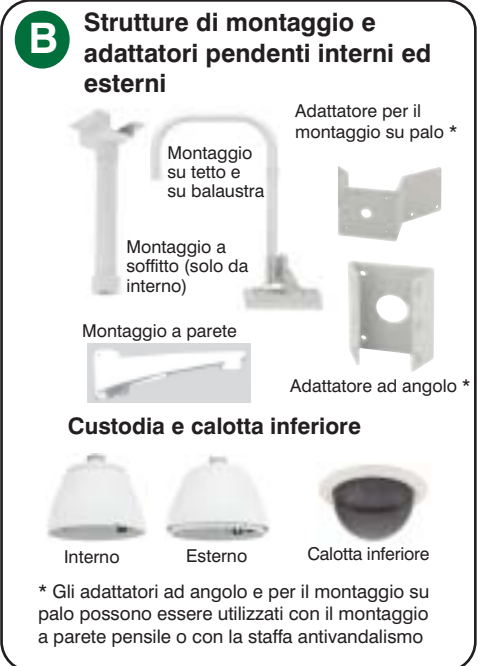 B
Strutture di montaggio e
adattatori pendenti interni ed
esterni
Adattatore per il
montaggio su palo *
Montaggio
su tetto e
su balaustra
Montaggio a
soffitto (solo da
interno)
Montaggio a parete
Adattatore ad angolo *
Custodia e calotta inferiore
Interno
Esterno
Calotta inferiore
* Gli adattatori ad angolo e per il montaggio su
palo possono essere utilizzati con il montaggio
a parete pensile o con la staffa antivandalismo